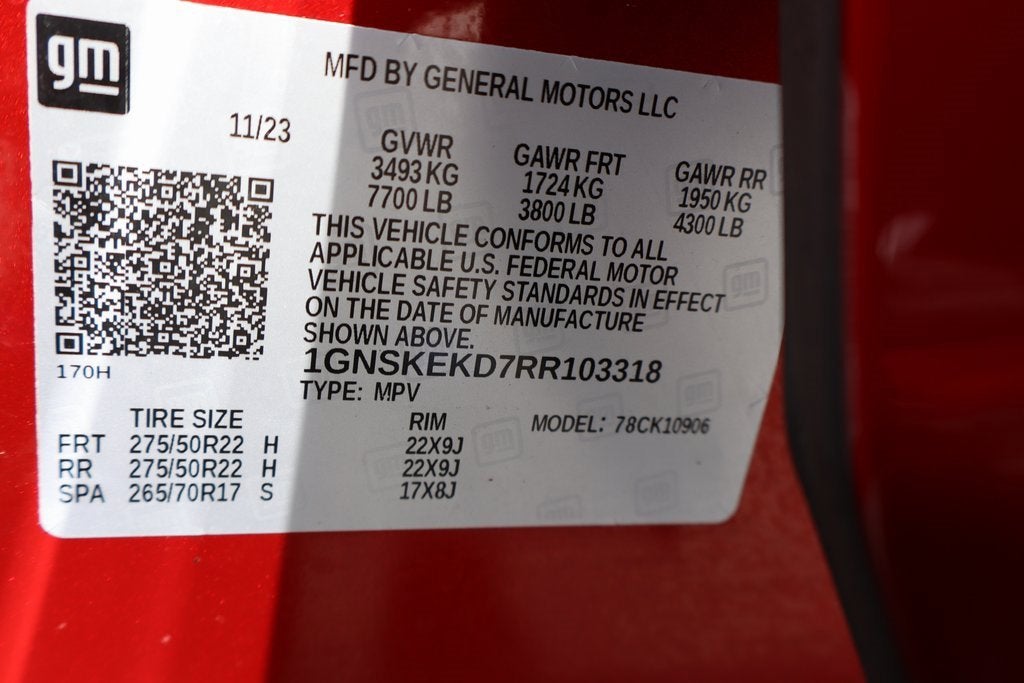 gm
MFD BY GENERAL MOTORS LLC
11/23
GVWR
3493 KG
7700 LB
GAWR FRT
1724 KG
3800 LB
GAWR RR
1950 KG
4300 LB
THIS VEHICLE CONFORMS TO ALL
APPLICABLE U.S. FEDERAL MOTOR
VEHICLE SAFETY STANDARDS IN EFFECT
ON THE DATE OF MANUFACTURE
SHOWN ABOVE.
1GNSKEKD7RR103318
TYPE: MPV
170H
TIRE SIZE RIM MODEL: 78CK10906
FRT 275/50R22 H 22X9J
RR 275/50R22 H 22X9J
SPA 265/70R17 S 17X8J